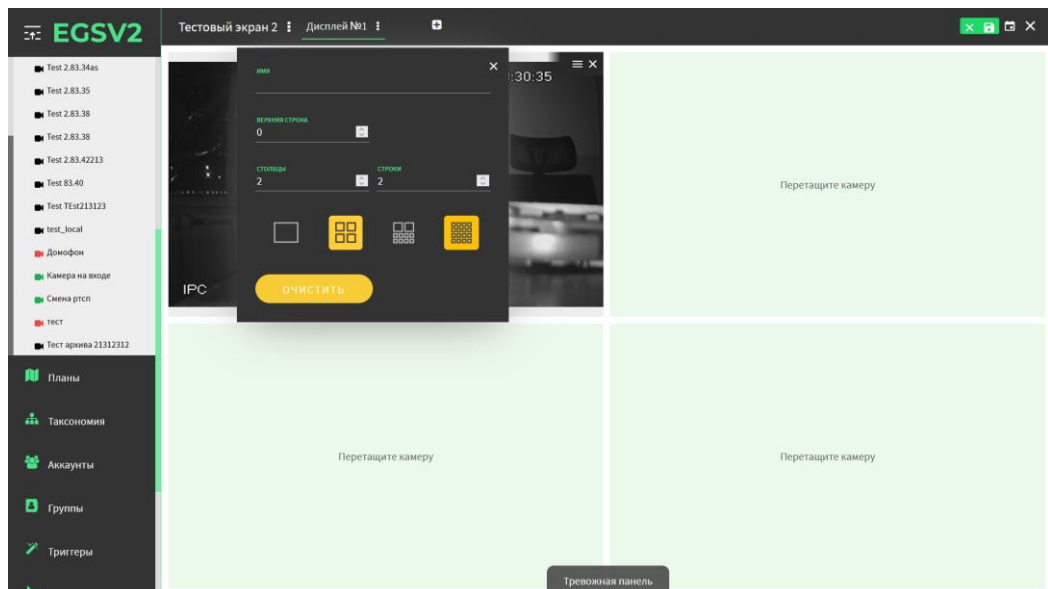 EGSV2
Тестовый экран 2
Дисплей №1
Test 2.83.34as
Test 2.83.35
Test 2.83.38
Test 2.83.38
Test 2.83.42213
Test 83.40
Test TEst213123
test_local
Домофон
Камера на входе
Смена ртсп
тест
Тест архива 21312312
Планы
Таксономия
Аккаунты
Группы
Триггеры
ИМЯ
ВЕРХНЯЯ СТРОКА
0
СТОЛБЦЫ
СТРОКИ
2
2
ОЧИСТИТЬ
:30:35
IPC
Перетащите камеру
Перетащите камеру
Перетащите камеру
Тревожная панель